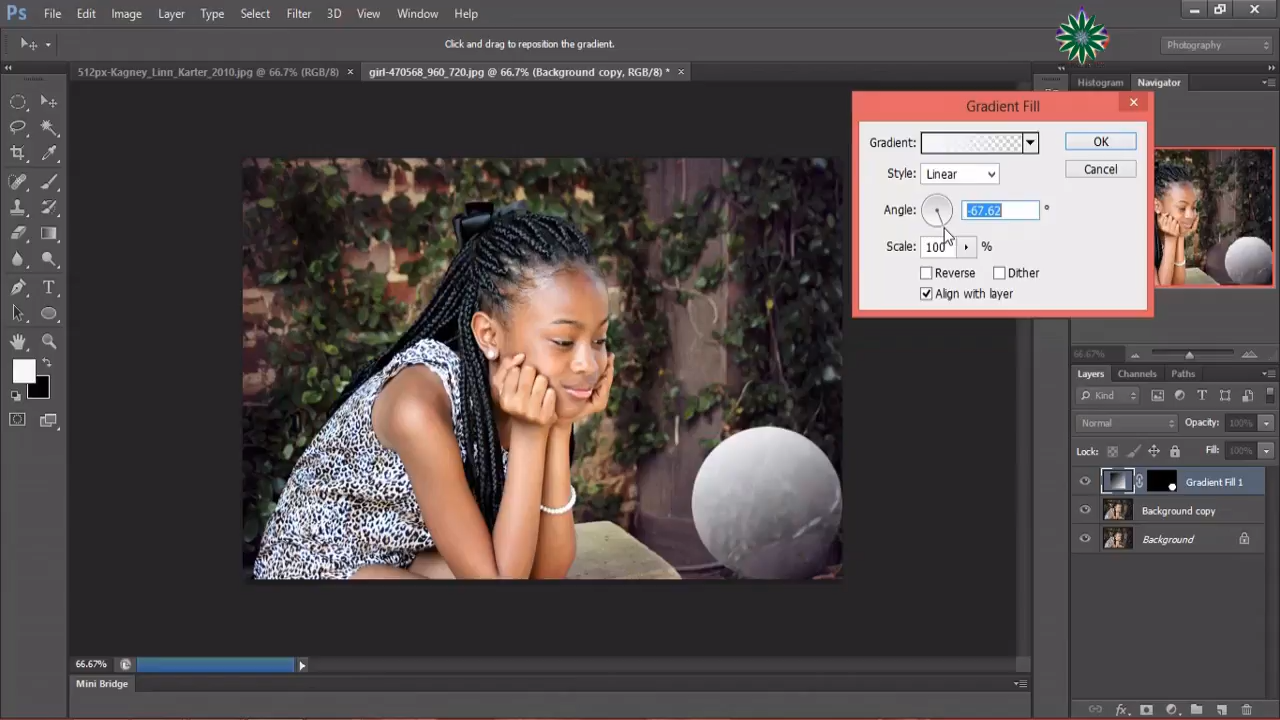 Ps File Edit Image Layer Type Select Filter 3D View Window Help
Click and drag to reposition the gradient.
Photography
512px-Kagney_Linn_Karter_2010.jpg @ 66.7% (RGB/8) ×
girl-470568_960_720.jpg @ 66.7% (Background copy, RGB/8) * ×
Histogram Navigator
Gradient Fill
Gradient:
OK
Style: Linear
Cancel
Angle: -67.62 °
Scale: 100 %
Reverse Dither
Align with layer
66.67%
Layers Channels Paths
Kind
Normal Opacity: 100%
Lock: Fill: 100%
Gradient Fill 1
Background copy
Background
66.67%
Mini Bridge